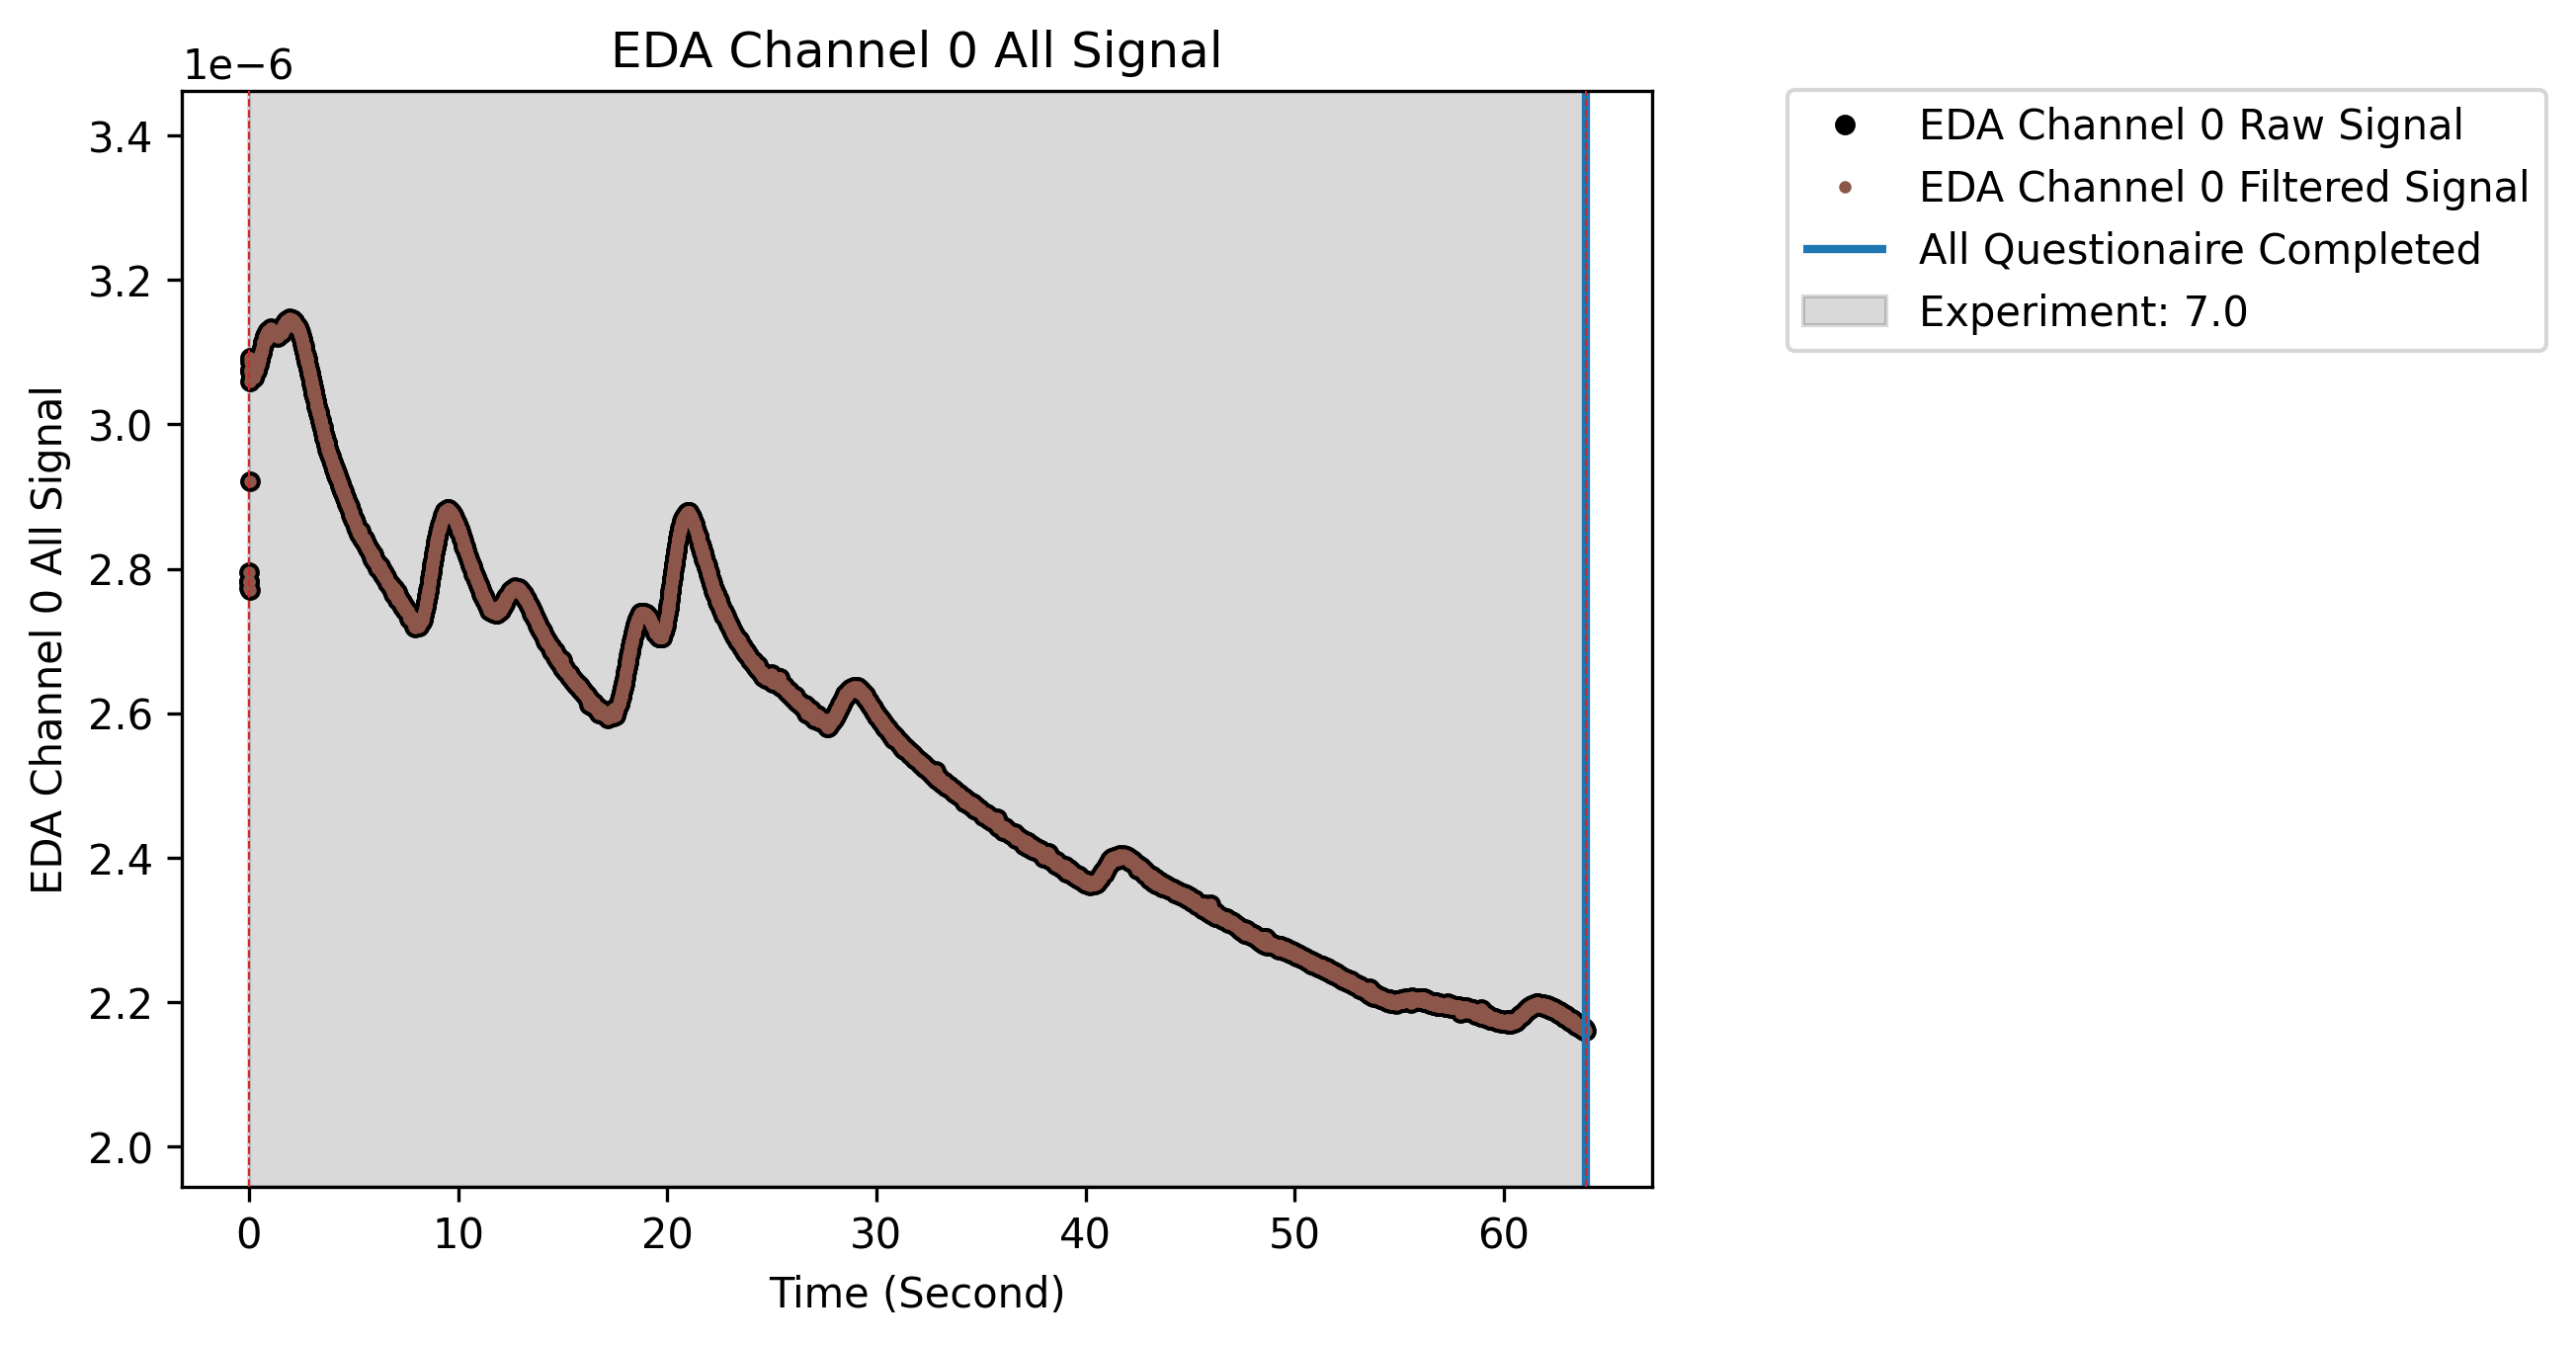 EDA Channel 0 All Signal
1e−6
3.4
3.2
3.0
2.8
2.6
2.4
2.2
2.0
EDA Channel 0 All Signal
0 10 20 30 40 50 60
Time (Second)
EDA Channel 0 Raw Signal
EDA Channel 0 Filtered Signal
All Questionaire Completed
Experiment: 7.0